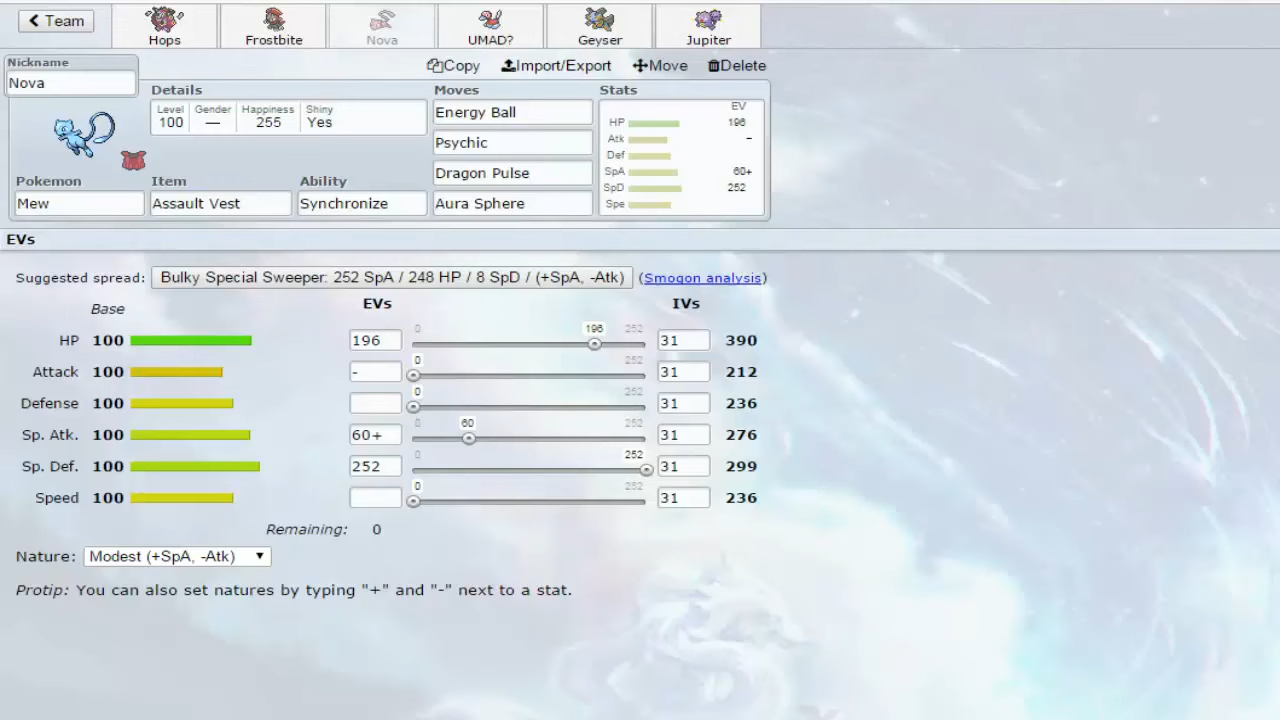 Team
Hops
Frostbite
Nova
UMAD?
Geyser
Jupiter
Nickname
Nova
Copy
Import/Export
Move
Delete
Details
Level
100
Gender
—
Happiness
255
Shiny
Yes
Moves
Energy Ball
Psychic
Dragon Pulse
Aura Sphere
Stats
EV
HP 196
Atk -
Def
SpA 60+
SpD 252
Spe
Pokemon
Mew
Item
Assault Vest
Ability
Synchronize
EVs
Suggested spread: Bulky Special Sweeper: 252 SpA / 248 HP / 8 SpD / (+SpA, -Atk) (Smogon analysis)
Base EVs IVs
0 196 252
HP 100 196 31 390
0 252
Attack 100 - 31 212
0 252
Defense 100 31 236
0 60 252
Sp. Atk. 100 60+ 31 276
0 252
Sp. Def. 100 252 31 299
0 252
Speed 100 31 236
Remaining: 0
Nature: Modest (+SpA, -Atk)
Protip: You can also set natures by typing "+" and "-" next to a stat.